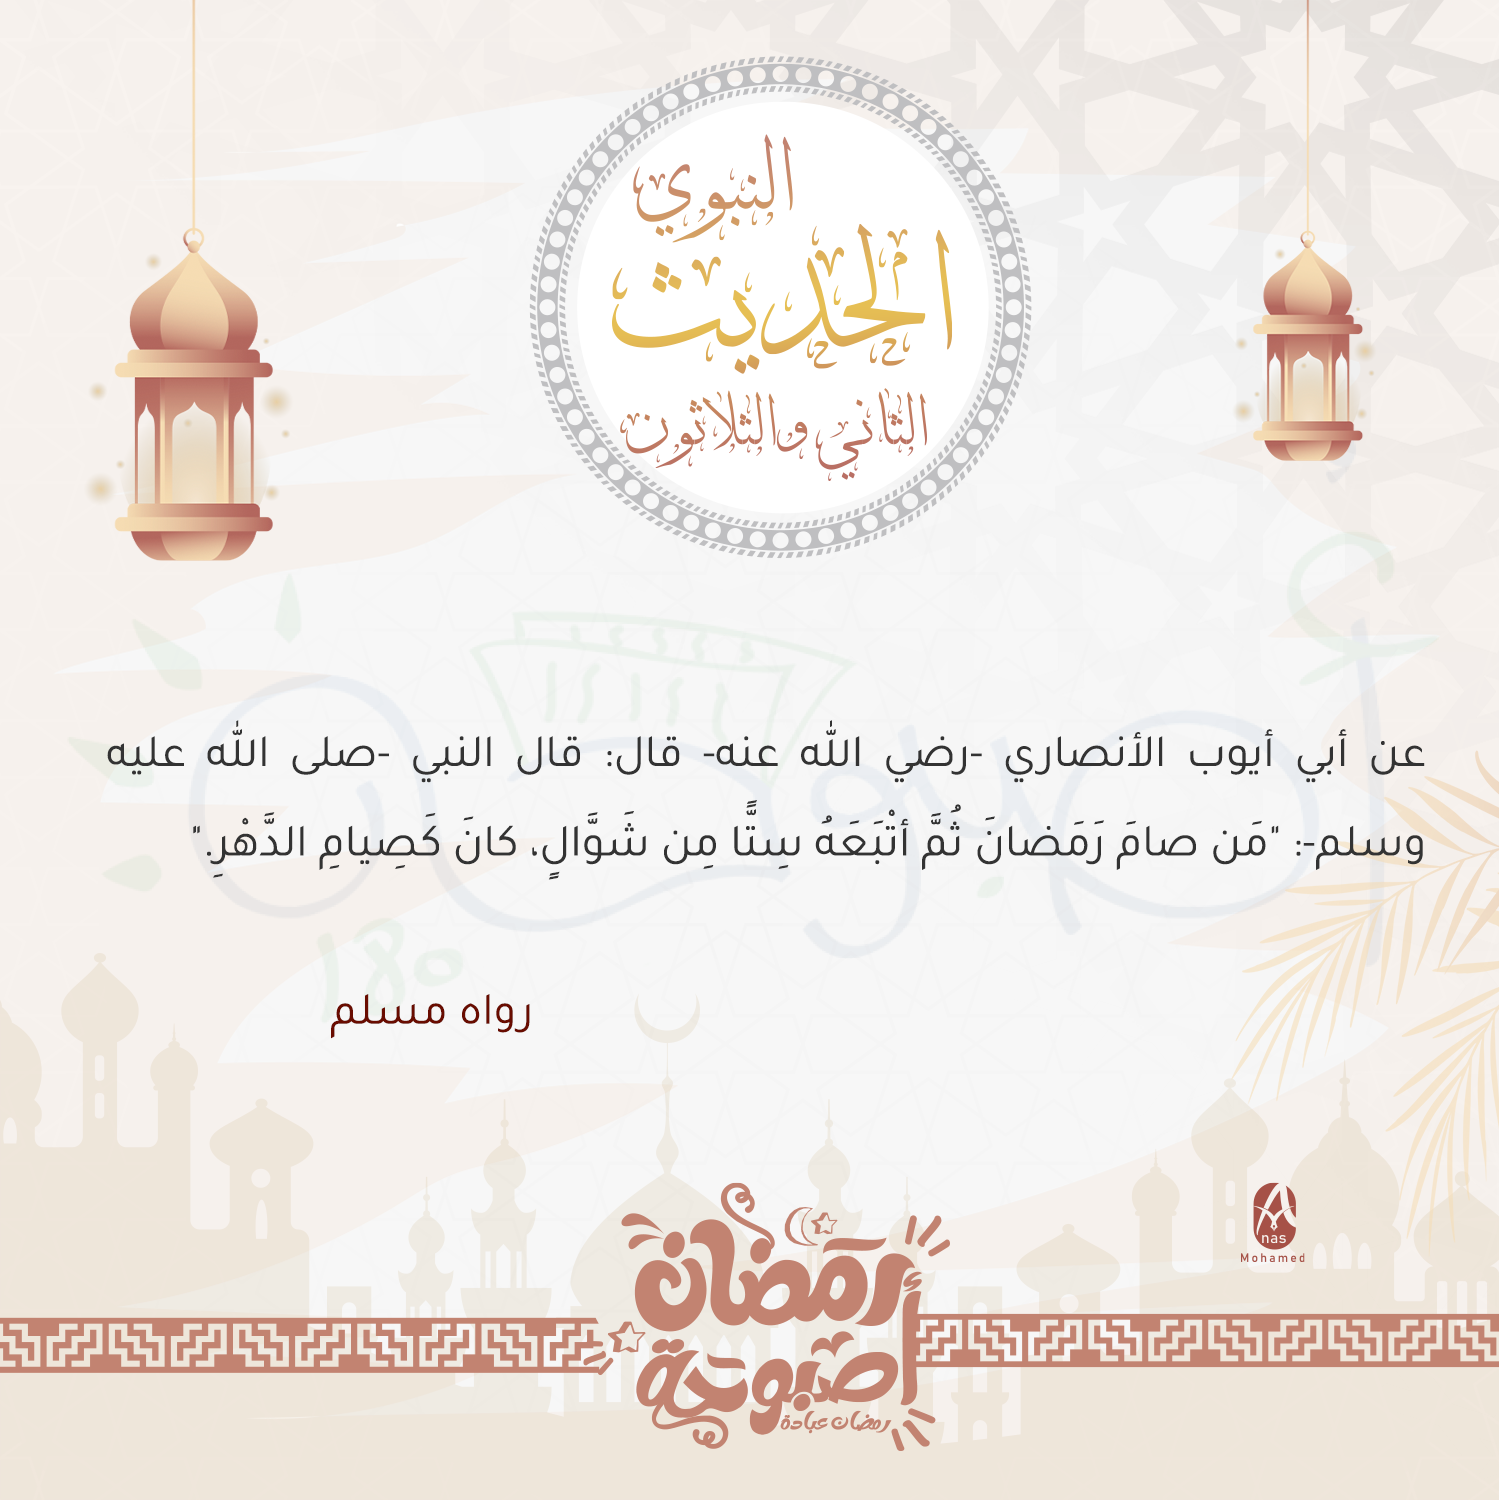 النبوي
الحديث
الثاني والثلاثون
عن أبي أيوب الأنصاري -رضي الله عنه- قال: قال النبي -صلى الله عليه
وسلم-: "مَن صامَ رَمَضانَ ثُمَّ أتْبَعَهُ سِتًّا مِن شَوَّالٍ، كانَ كَصِيامِ الدَّهْرِ."
رواه مسلم
nas
Mohamed
رمضان
أصبوحة
رمضان عبادة